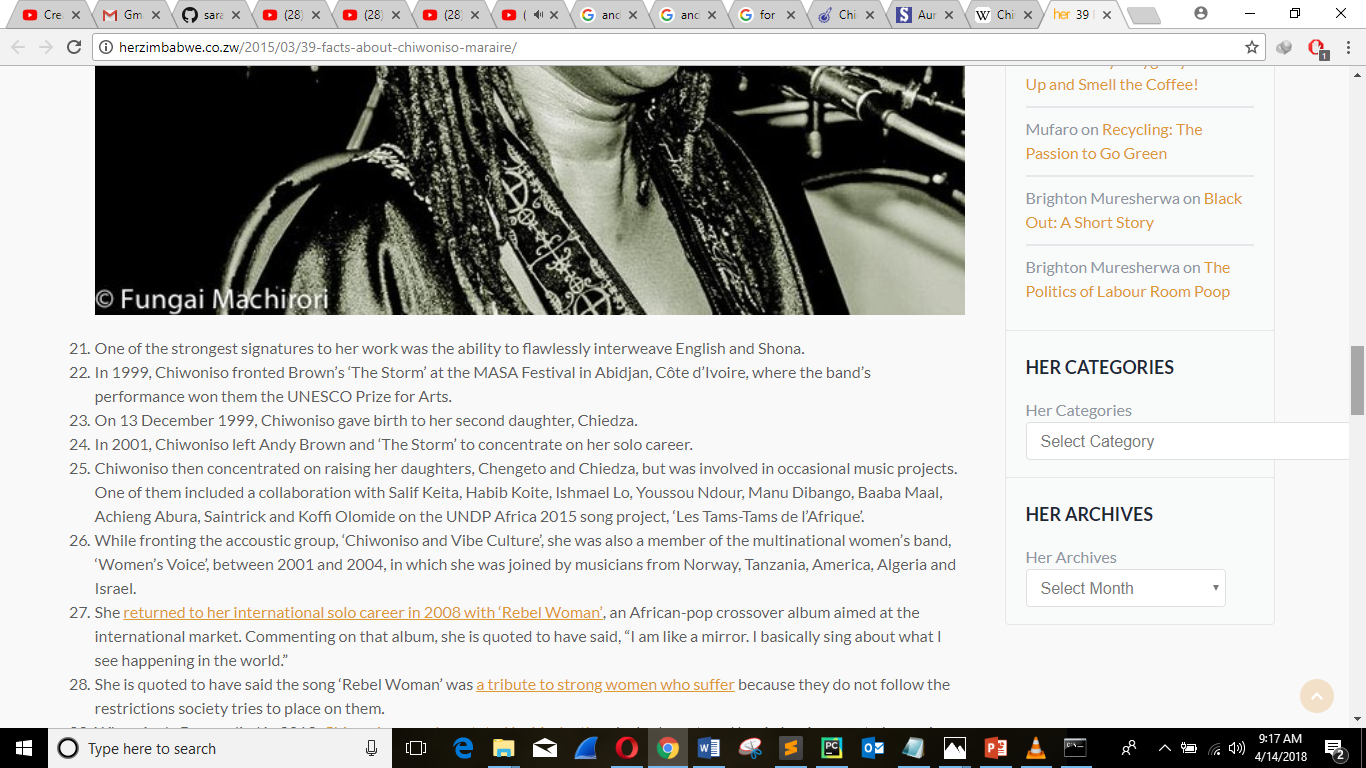 Cre
Gm
sara
(28)
(28)
(28)
(
and
and
for
Chi
Aur
Chi
her 39
herzimbabwe.co.zw/2015/03/39-facts-about-chiwoniso-maraire/
© Fungai Machirori
21. One of the strongest signatures to her work was the ability to flawlessly interweave English and Shona.
22. In 1999, Chiwoniso fronted Brown’s ‘The Storm’ at the MASA Festival in Abidjan, Côte d’Ivoire, where the band’s
performance won them the UNESCO Prize for Arts.
23. On 13 December 1999, Chiwoniso gave birth to her second daughter, Chiedza.
24. In 2001, Chiwoniso left Andy Brown and ‘The Storm’ to concentrate on her solo career.
25. Chiwoniso then concentrated on raising her daughters, Chengeto and Chiedza, but was involved in occasional music projects.
One of them included a collaboration with Salif Keita, Habib Koite, Ishmael Lo, Youssou Ndour, Manu Dibango, Baaba Maal,
Achieng Abura, Saintrick and Koffi Olomide on the UNDP Africa 2015 song project, ‘Les Tams-Tams de l’Afrique’.
26. While fronting the accoustic group, ‘Chiwoniso and Vibe Culture’, she was also a member of the multinational women’s band,
‘Women’s Voice’, between 2001 and 2004, in which she was joined by musicians from Norway, Tanzania, America, Algeria and
Israel.
27. She returned to her international solo career in 2008 with ‘Rebel Woman’, an African-pop crossover album aimed at the
international market. Commenting on that album, she is quoted to have said, “I am like a mirror. I basically sing about what I
see happening in the world.”
28. She is quoted to have said the song ‘Rebel Woman’ was a tribute to strong women who suffer because they do not follow the
restrictions society tries to place on them.
Up and Smell the Coffee!
Mufaro on Recycling: The
Passion to Go Green
Brighton Muresherwa on Black
Out: A Short Story
Brighton Muresherwa on The
Politics of Labour Room Poop
HER CATEGORIES
Her Categories
Select Category
HER ARCHIVES
Her Archives
Select Month
Type here to search
9:17 AM
4/14/2018
2